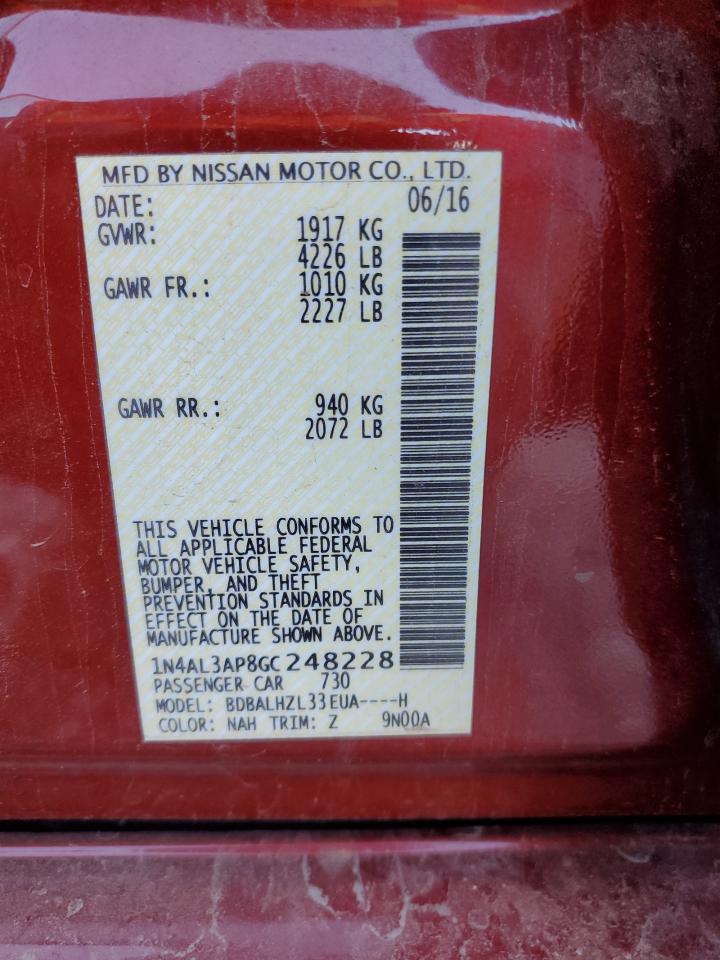 MFD BY NISSAN MOTOR CO., LTD.
DATE: 06/16
GVWR: 1917 KG
4226 LB
GAWR FR.: 1010 KG
2227 LB
GAWR RR.: 940 KG
2072 LB
THIS VEHICLE CONFORMS TO
ALL APPLICABLE FEDERAL
MOTOR VEHICLE SAFETY,
BUMPER, AND THEFT
PREVENTION STANDARDS IN
EFFECT ON THE DATE OF
MANUFACTURE SHOWN ABOVE.
1N4AL3AP8GC248228
PASSENGER CAR 730
MODEL: BDBALHZL33EUA----H
COLOR: NAH TRIM: Z 9N00A